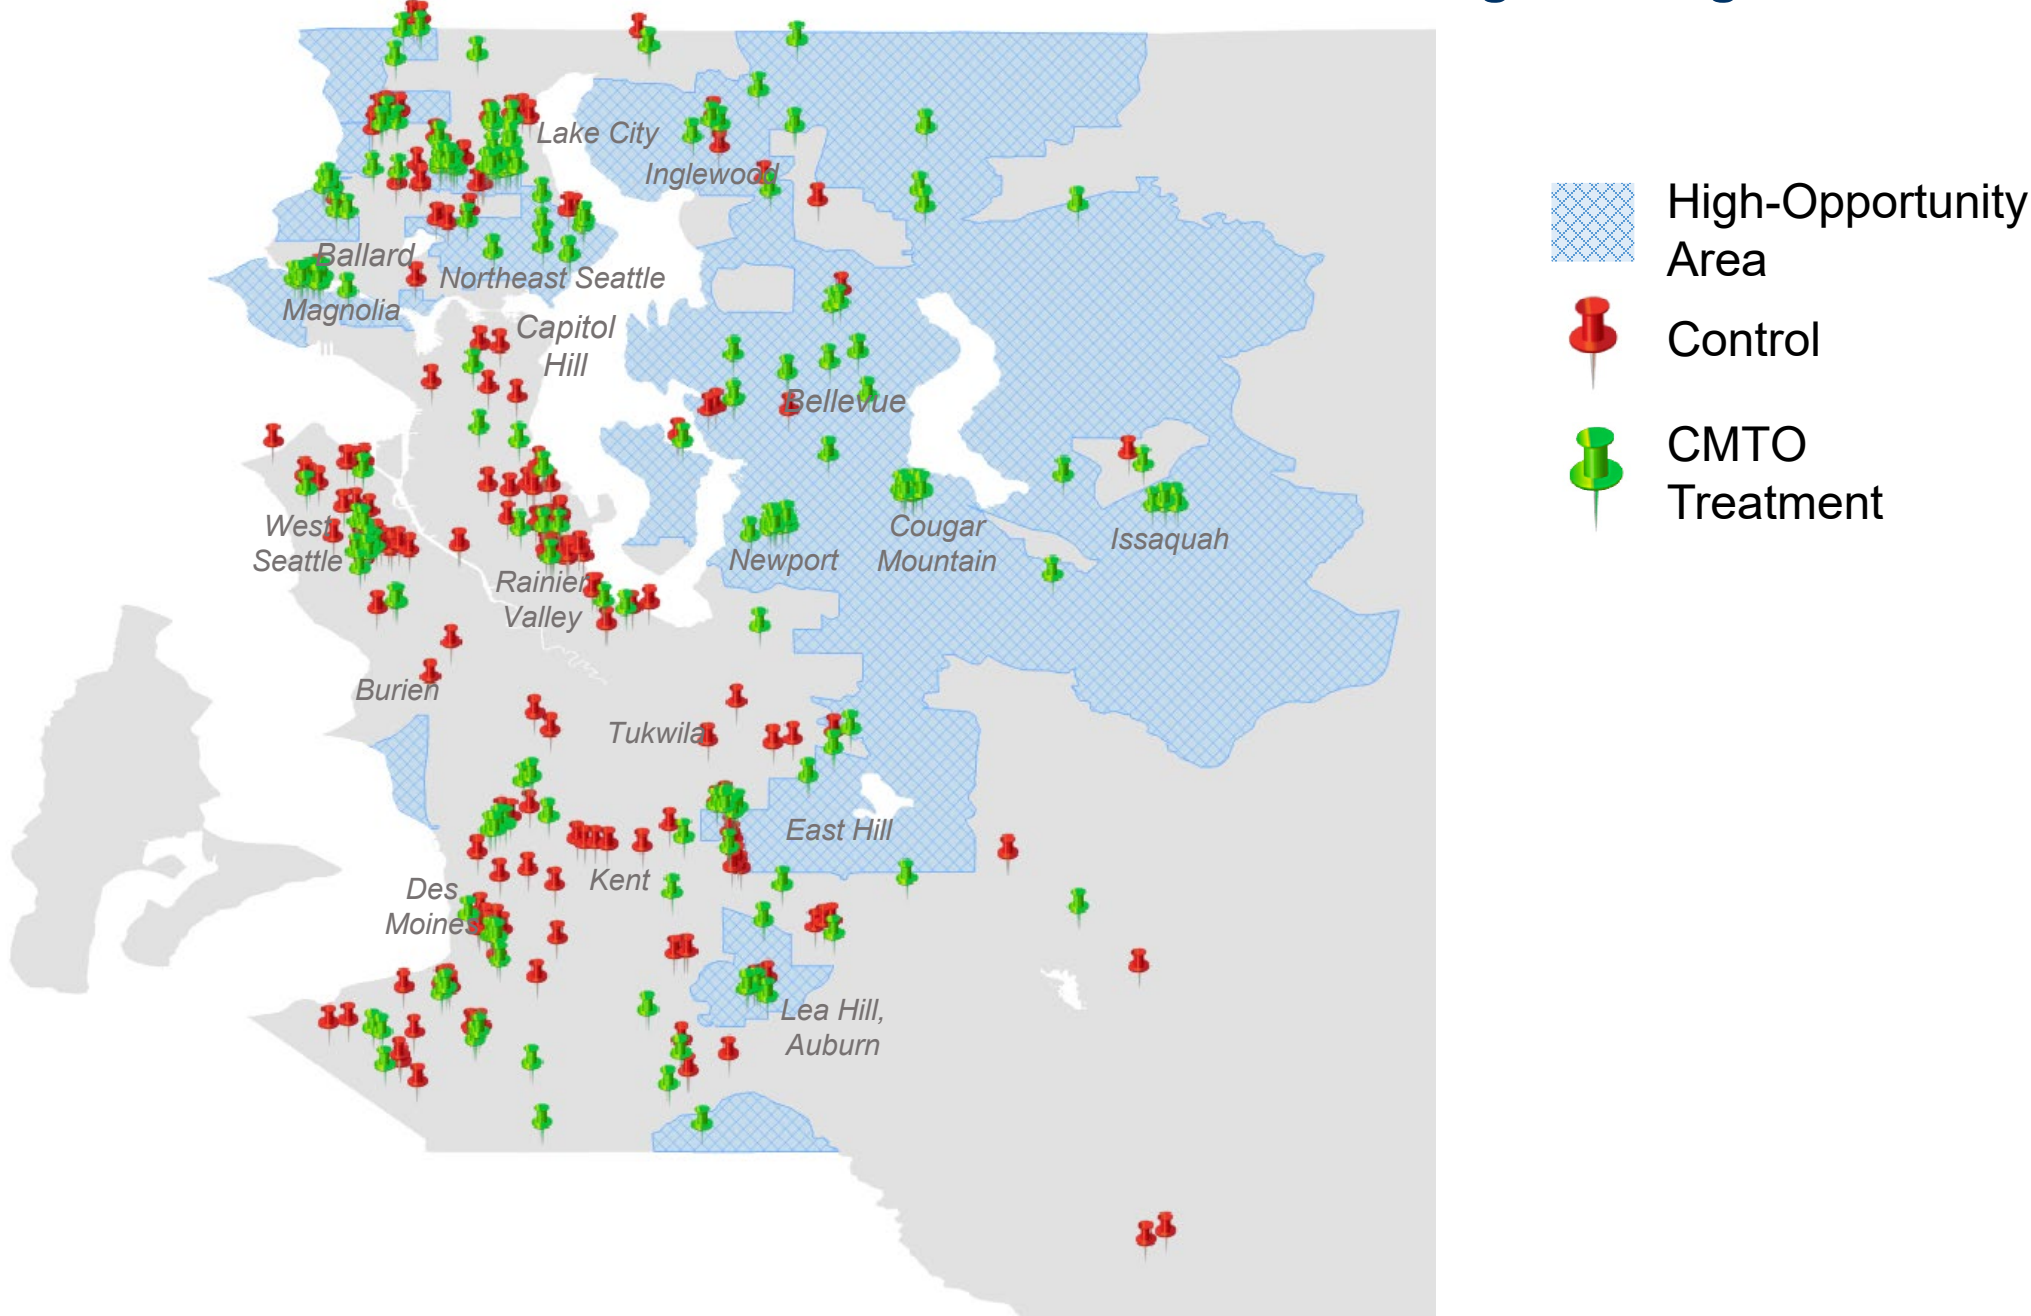 Lake City
Inglewood
Ballard
Northeast Seattle
Magnolia
Capitol
Hill
Bellevue
West
Seattle
Cougar
Mountain
Issaquah
Newport
Rainier
Valley
Burien
Tukwila
East Hill
Kent
Des
Moines
Lea Hill,
Auburn
High-Opportunity
Area
Control
CMTO
Treatment